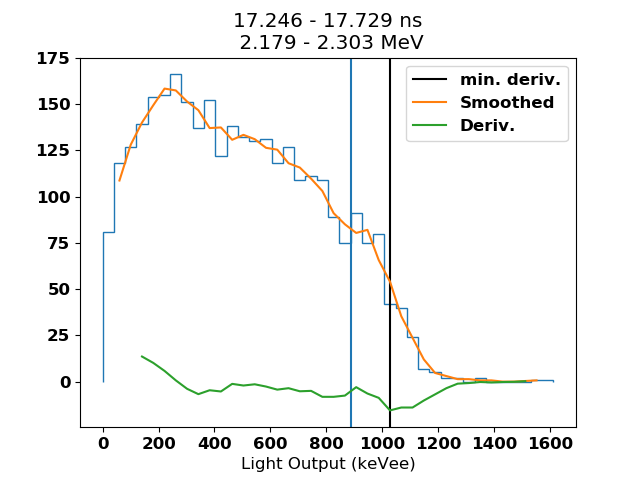 17.246 - 17.729 ns
2.179 - 2.303 MeV
175
150
125
100
75
50
25
0
min. deriv.
Smoothed
Deriv.
0 200 400 600 800 1000 1200 1400 1600
Light Output (keVee)